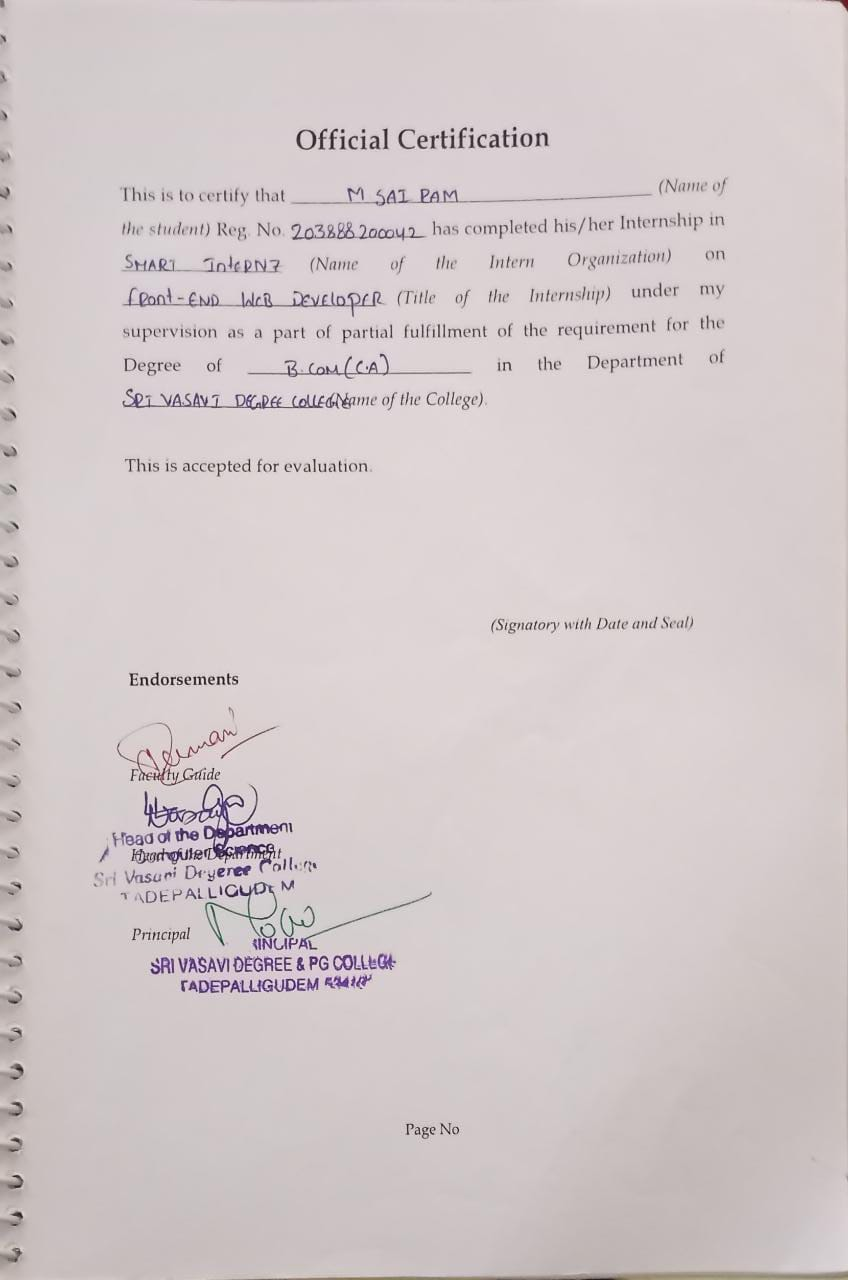 Official Certification
This is to certify that M SAI RAM (Name of
the student) Reg. No. 203888200042 has completed his/her Internship in
SMART InteRNZ (Name of the Intern Organization) on
fRont-END WEB DEVELOPER (Title of the Internship) under my
supervision as a part of partial fulfillment of the requirement for the
Degree of B.COM(C.A) in the Department of
SRI VASAVI DEGREE COLLEGE (Name of the College).
This is accepted for evaluation.
(Signatory with Date and Seal)
Endorsements
Faculty Guide
Head of the Department
Head of the Department
Sri Vasavi Degree College
TADEPALLIGUDEM
Principal
PRINCIPAL
SRI VASAVI DEGREE & PG COLLEGE
TADEPALLIGUDEM
Page No